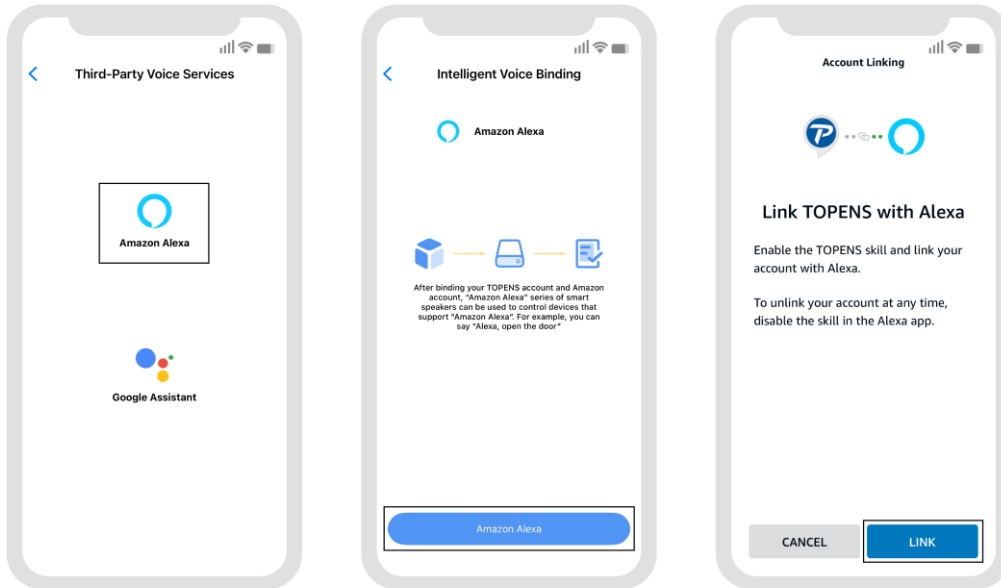 Third-Party Voice Services
Amazon Alexa
Google Assistant
Intelligent Voice Binding
Amazon Alexa
After binding your TOPENS account and Amazon
account, “Amazon Alexa” series of smart
speakers can be used to control devices that
support “Amazon Alexa”. For example, you can
say “Alexa, open the door”
Amazon Alexa
Account Linking
Link TOPENS with Alexa
Enable the TOPENS skill and link your
account with Alexa.
To unlink your account at any time,
disable the skill in the Alexa app.
CANCEL
LINK